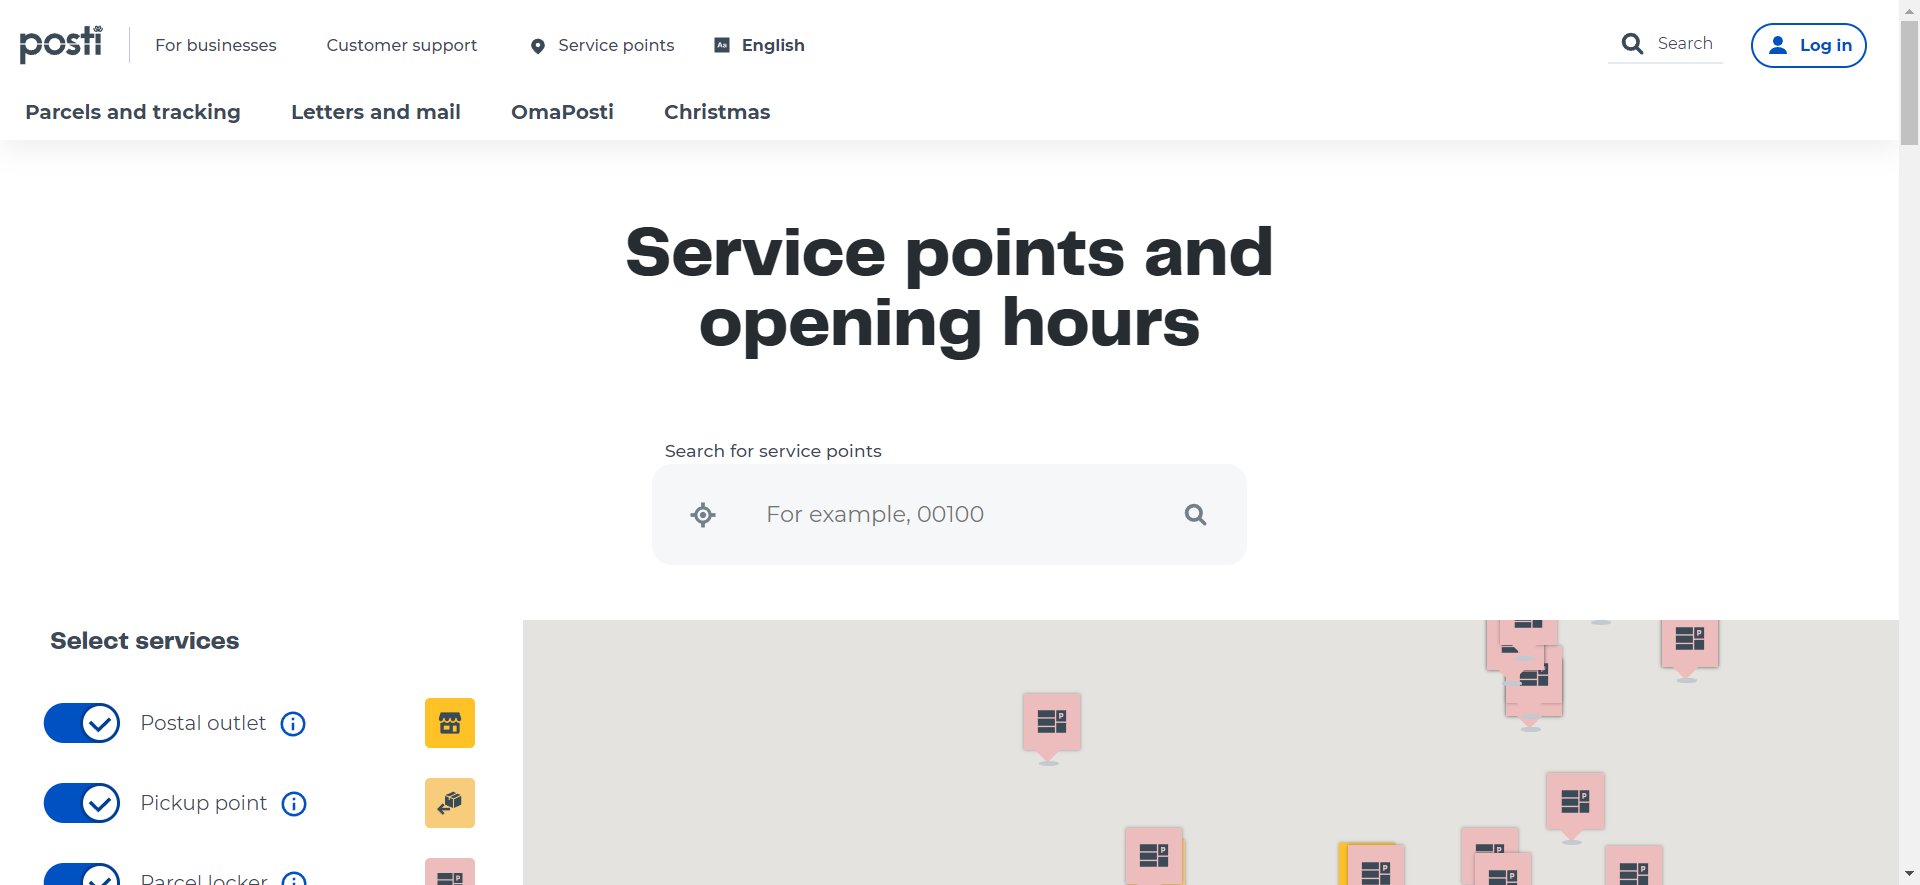 posti
For businesses
Customer support
Service points
English
Search
Log in
Parcels and tracking
Letters and mail
OmaPosti
Christmas
Service points and
opening hours
Search for service points
For example, 00100
Select services
Postal outlet
Pickup point
Parcel locker